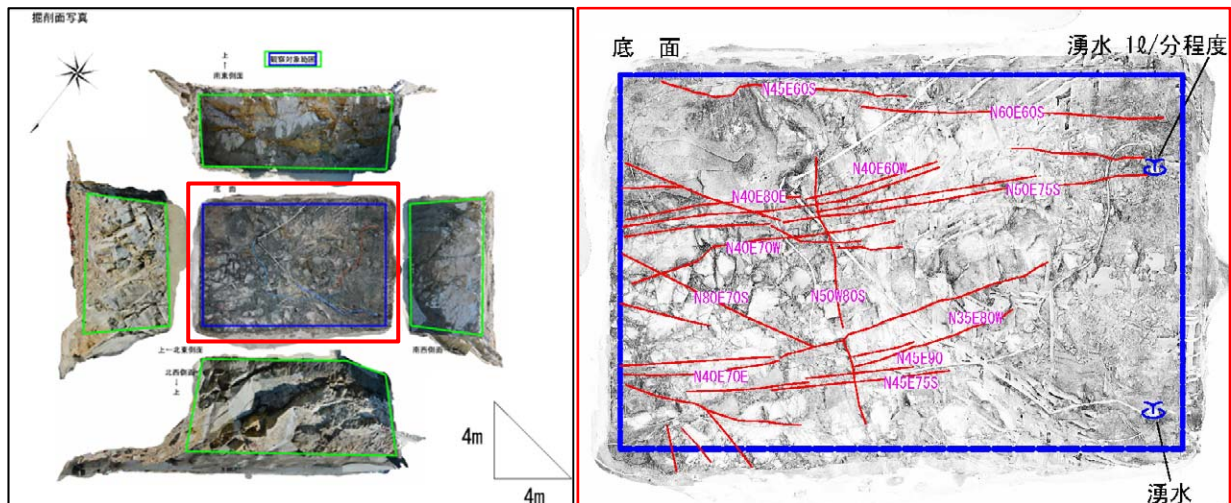 掘削面写真
上
↑
南東側面
観察対象範囲
底 面
上←北東側面
北西側面
↓
上
南西側面
4m
4m
底 面
湧水 1ℓ/分程度
N45E60S
N60E60S
N40E60W
N40E80E
N50E75S
N40E70W
N80E70S
N50W80S
N35E80W
N45E90
N40E70E
N45E75S
湧水